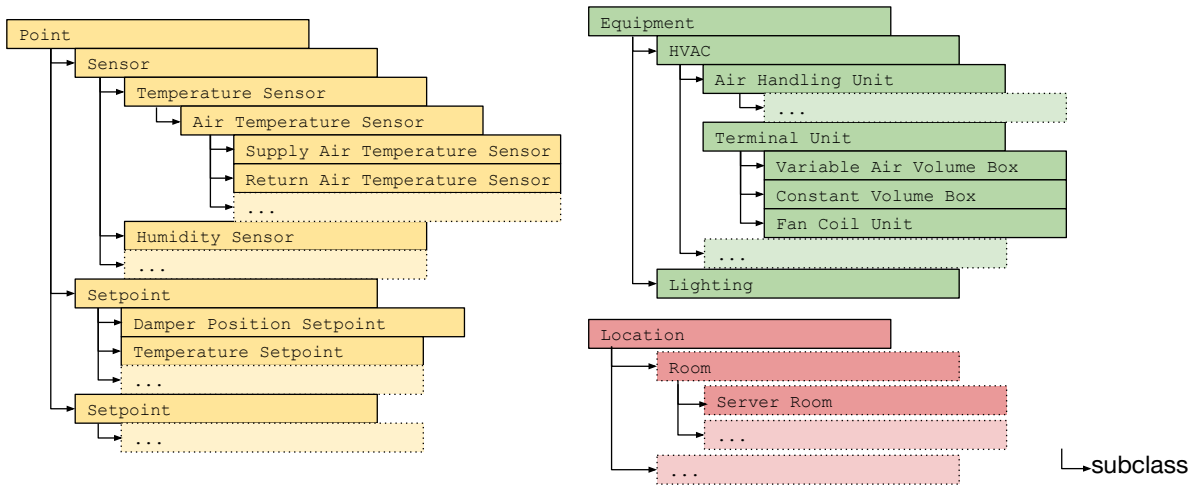 Point
Sensor
Temperature Sensor
Air Temperature Sensor
Supply Air Temperature Sensor
Return Air Temperature Sensor
...
Humidity Sensor
...
Setpoint
Damper Position Setpoint
Temperature Setpoint
...
Setpoint
...
Equipment
HVAC
Air Handling Unit
...
Terminal Unit
Variable Air Volume Box
Constant Volume Box
Fan Coil Unit
...
Lighting
Location
Room
Server Room
...
...
subclass